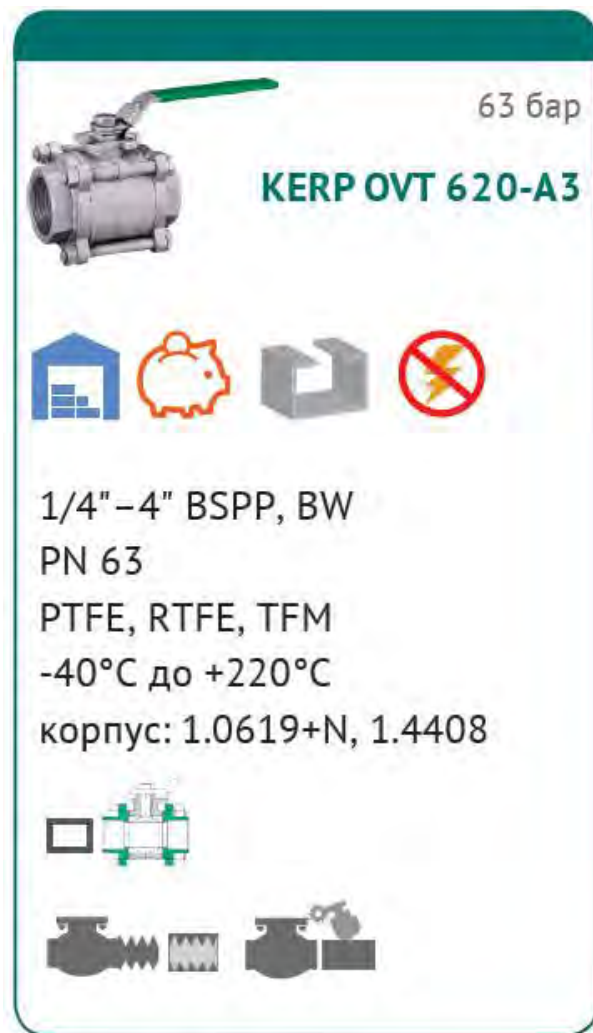 63 бар
KERP OVT 620-A3
1/4"–4" BSPP, BW
PN 63
PTFE, RTFE, TFM
-40°C до +220°C
корпус: 1.0619+N, 1.4408